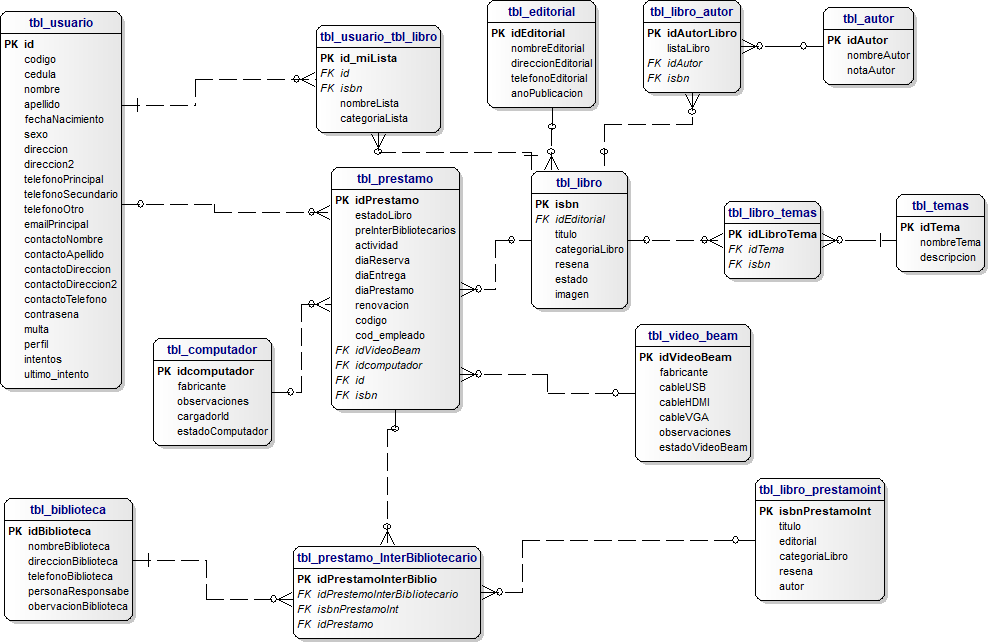 tbl_usuario
PK id
codigo
cedula
nombre
apellido
fechaNacimiento
sexo
direccion
direccion2
telefonoPrincipal
telefonoSecundario
telefonoOtro
emailPrincipal
contactoNombre
contactoApellido
contactoDireccion
contactoDireccion2
contactoTelefono
contrasena
multa
perfil
intentos
ultimo_intento
tbl_usuario_tbl_libro
PK id_miLista
FK id
FK isbn
nombreLista
categoriaLista
tbl_editorial
PK idEditorial
nombreEditorial
direccionEditorial
telefonoEditorial
anoPublicacion
tbl_libro_autor
PK idAutorLibro
listaLibro
FK idAutor
FK isbn
tbl_autor
PK idAutor
nombreAutor
notaAutor
tbl_prestamo
PK idPrestamo
estadoLibro
preInterBibliotecarios
actividad
diaReserva
diaEntrega
diaPrestamo
renovacion
codigo
cod_empleado
FK idVideoBeam
FK idcomputador
FK id
FK isbn
tbl_libro
PK isbn
FK idEditorial
titulo
categoriaLibro
resena
estado
imagen
tbl_libro_temas
PK idLibroTema
FK idTema
FK isbn
tbl_temas
PK idTema
nombreTema
descripcion
tbl_computador
PK idcomputador
fabricante
observaciones
cargadorId
estadoComputador
tbl_video_beam
PK idVideoBeam
fabricante
cableUSB
cableHDMI
cableVGA
observaciones
estadoVideoBeam
tbl_biblioteca
PK idBiblioteca
nombreBiblioteca
direccionBiblioteca
telefonoBiblioteca
personaResponsabe
obervacionBiblioteca
tbl_prestamo_InterBibliotecario
PK idPrestamoInterBiblio
FK idPrestemoInterBibliotecario
FK isbnPrestamoInt
FK idPrestamo
tbl_libro_prestamoint
PK isbnPrestamoInt
titulo
editorial
categoriaLibro
resena
autor